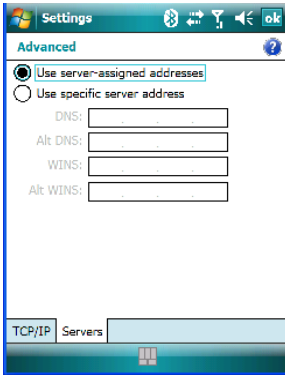 Settings ok
Advanced ?
Use server-assigned addresses
Use specific server address
DNS: . . .
Alt DNS: . . .
WINS: . . .
Alt WINS: . . .
TCP/IP Servers